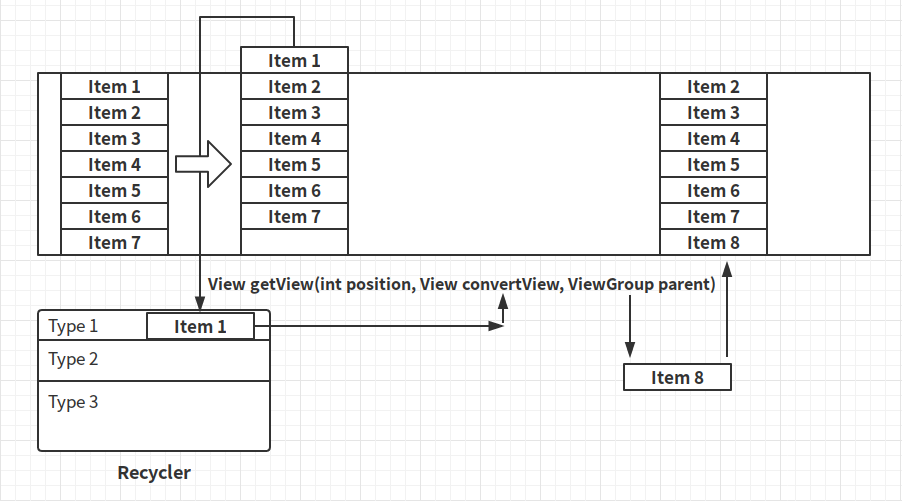 Item 1
Item 1
Item 2
Item 3
Item 4
Item 5
Item 6
Item 7
Item 2
Item 3
Item 4
Item 5
Item 6
Item 7
Item 2
Item 3
Item 4
Item 5
Item 6
Item 7
Item 8
View getView(int position, View convertView, ViewGroup parent)
Type 1
Item 1
Type 2
Type 3
Item 8
Recycler